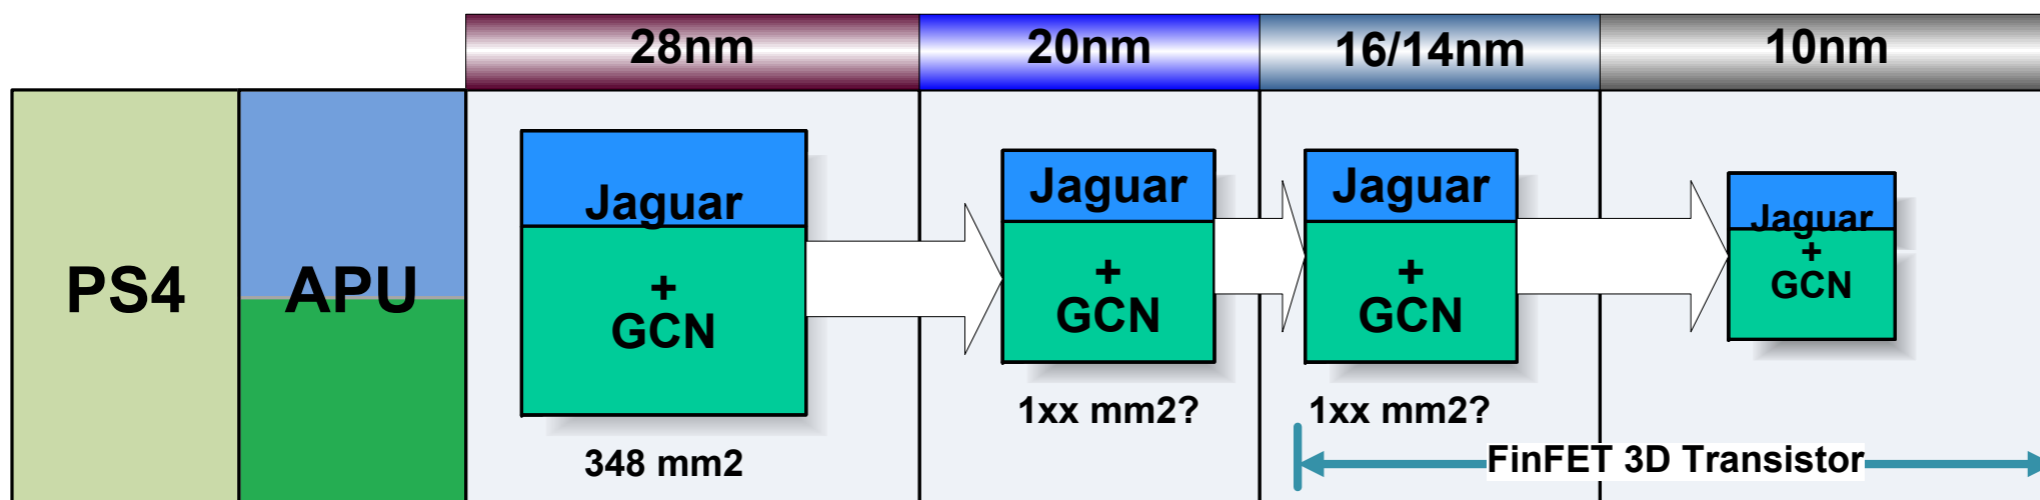 28nm
20nm
16/14nm
10nm
PS4
APU
Jaguar
+
GCN
348 mm2
Jaguar
+
GCN
1xx mm2?
Jaguar
+
GCN
1xx mm2?
Jaguar
+
GCN
FinFET 3D Transistor